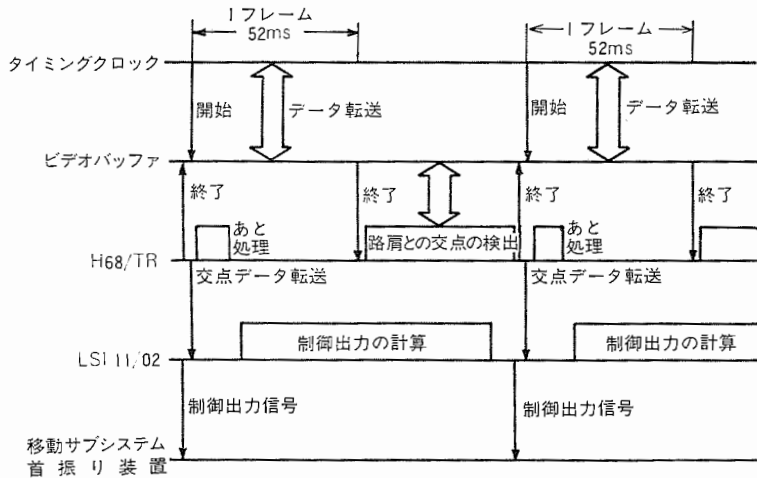 1フレーム
52ms
1フレーム
52ms
タイミングクロック
開始
データ転送
開始
データ転送
ビデオバッファ
終了
終了
終了
終了
あと
処理
路肩との交点の検出
あと
処理
H68/TR
交点データ転送
交点データ転送
制御出力の計算
制御出力の計算
LSI 11/02
制御出力信号
制御出力信号
移動サブシステム
首振り装置